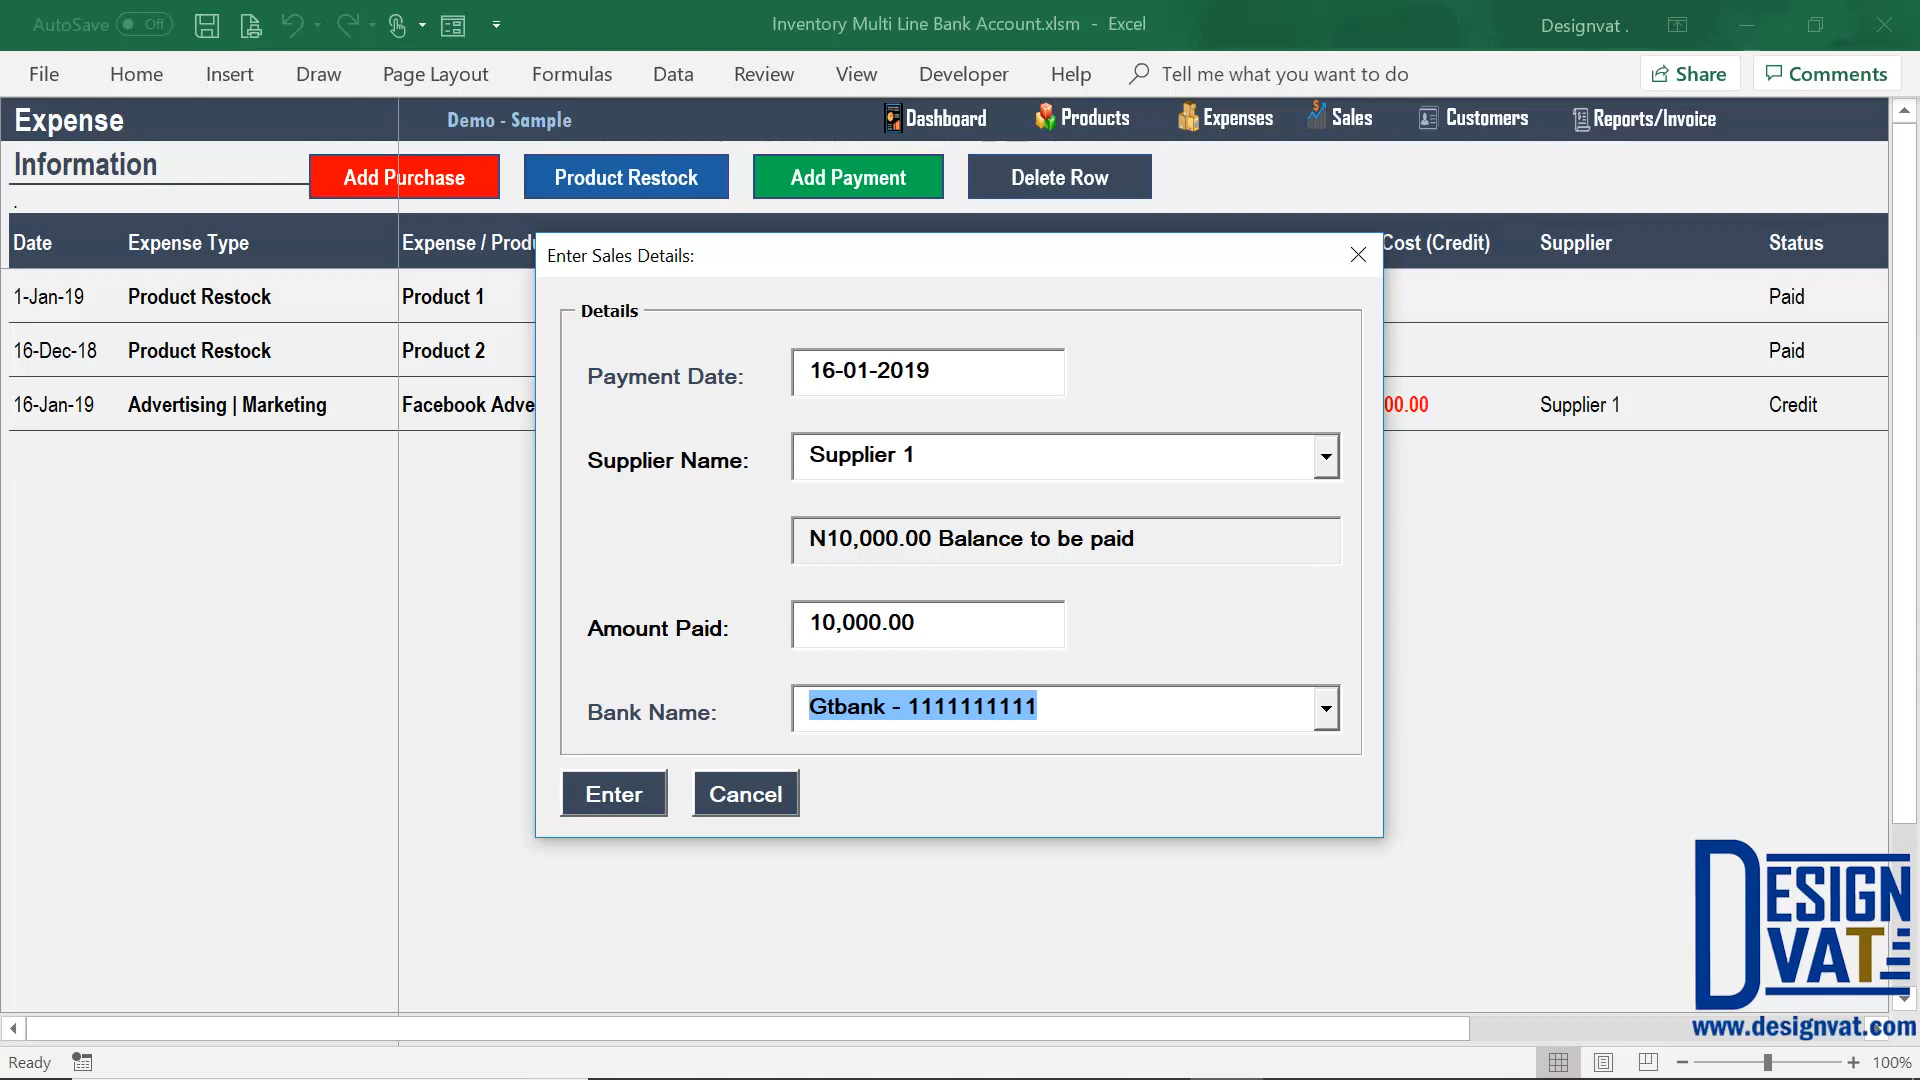 AutoSave Off
Inventory Multi Line Bank Account.xlsm - Excel
Designvat .
File Home Insert Draw Page Layout Formulas Data Review View Developer Help Tell me what you want to do Share Comments
Expense
Demo - Sample
Dashboard Products Expenses Sales Customers Reports/Invoice
Information
Add Purchase Product Restock Add Payment Delete Row
.
Date Expense Type Expense / Produ Cost (Credit) Supplier Status
1-Jan-19 Product Restock Product 1 Paid
16-Dec-18 Product Restock Product 2 Paid
16-Jan-19 Advertising | Marketing Facebook Adve 00.00 Supplier 1 Credit
Enter Sales Details:
Details
Payment Date: 16-01-2019
Supplier Name: Supplier 1
N10,000.00 Balance to be paid
Amount Paid: 10,000.00
Bank Name: Gtbank - 1111111111
Enter Cancel
DESIGN
VAT
www.designvat.com
Ready
100%